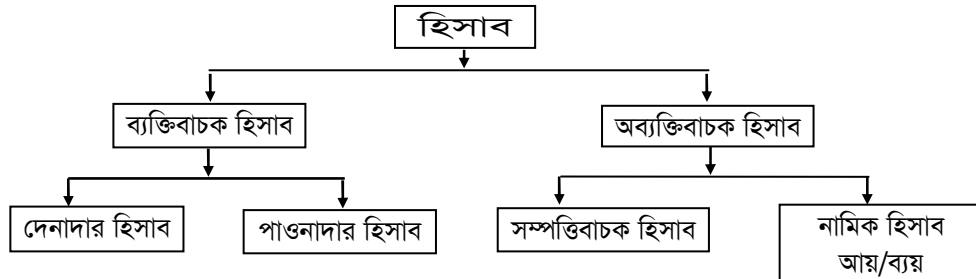 হিসাব
ব্যক্তিবাচক হিসাব
অব্যক্তিবাচক হিসাব
দেনাদার হিসাব
পাওনাদার হিসাব
সম্পত্তিবাচক হিসাব
নামিক হিসাব
আয়/ব্যয়